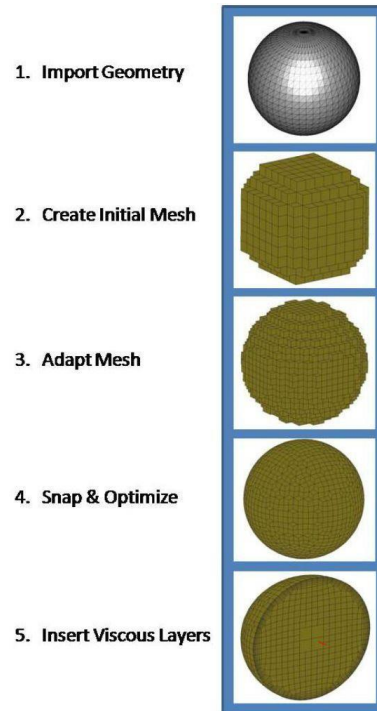 1. Import Geometry
2. Create Initial Mesh
3. Adapt Mesh
4. Snap & Optimize
5. Insert Viscous Layers